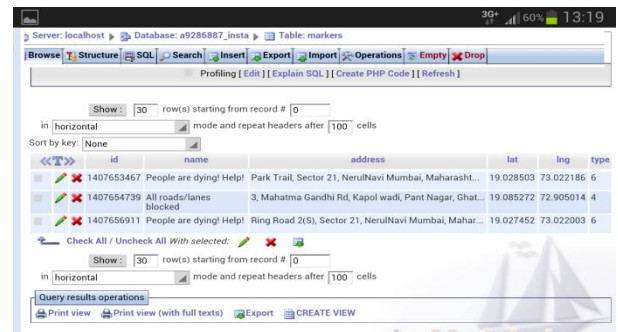 3G+ 60% 13:19
Server: localhost Database: a9286887_insta Table: markers
Browse Structure SQL Search Insert Export Import Operations Empty Drop
Profiling [ Edit ] [ Explain SQL ] [ Create PHP Code ] [ Refresh ]
Show : 30 row(s) starting from record # 0
in horizontal mode and repeat headers after 100 cells
Sort by key: None
T id name address lat lng type
1407653467 People are dying! Help! Park Trail, Sector 21, NerulNavi Mumbai, Maharasht... 19.028503 73.022186 6
1407654739 All roads/lanes blocked 3, Mahatma Gandhi Rd, Kapol wadi, Pant Nagar, Ghat... 19.085272 72.905014 4
1407656911 People are dying! Help! Ring Road 2(S), Sector 21, NerulNavi Mumbai, Mahar... 19.027452 73.022003 6
Check All / Uncheck All With selected:
Show : 30 row(s) starting from record # 0
in horizontal mode and repeat headers after 100 cells
Query results operations
Print view Print view (with full texts) Export CREATE VIEW